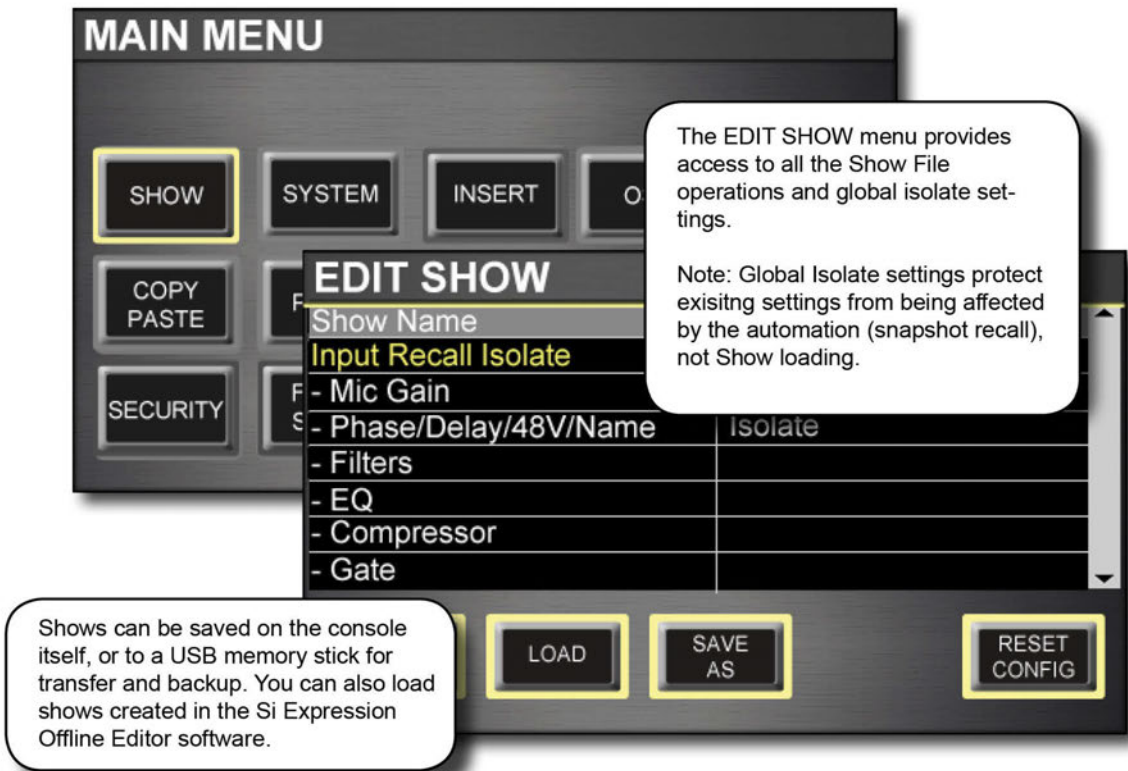 MAIN MENU
SHOW
SYSTEM
INSERT
COPY
PASTE
SECURITY
The EDIT SHOW menu provides
access to all the Show File
operations and global isolate set-
tings.
Note: Global Isolate settings protect
exisitng settings from being affected
by the automation (snapshot recall),
not Show loading.
EDIT SHOW
Show Name
Input Recall Isolate
- Mic Gain
- Phase/Delay/48V/Name Isolate
- Filters
- EQ
- Compressor
- Gate
LOAD
SAVE
AS
RESET
CONFIG
Shows can be saved on the console
itself, or to a USB memory stick for
transfer and backup. You can also load
shows created in the Si Expression
Offline Editor software.